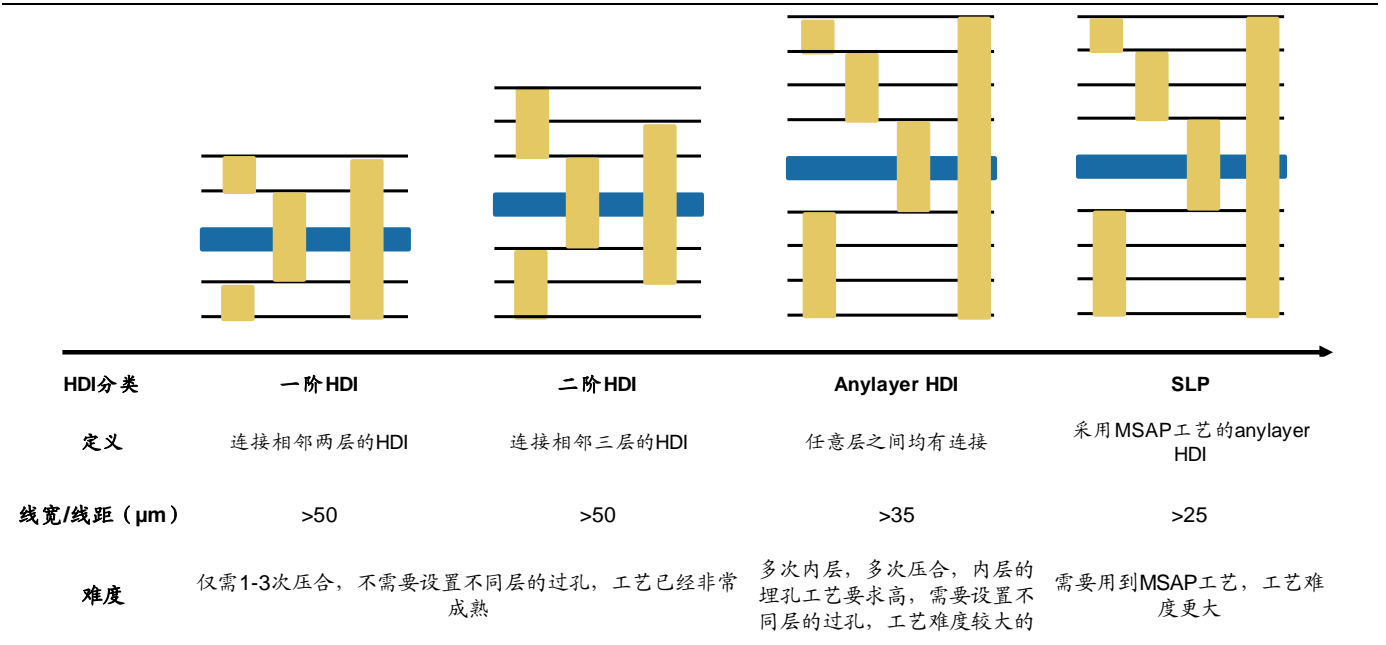 HDI分类 一阶HDI 二阶HDI Anylayer HDI SLP
定义 连接相邻两层的HDI 连接相邻三层的HDI 任意层之间均有连接 采用MSAP工艺的anylayer
HDI
线宽/线距（μm） >50 >50 >35 >25
难度 仅需1-3次压合，不需要设置不同层的过孔，工艺已经非常
成熟
多次内层，多次压合，内层的
埋孔工艺要求高，需要设置不
同层的过孔，工艺难度较大的
需要用到MSAP工艺，工艺难
度更大